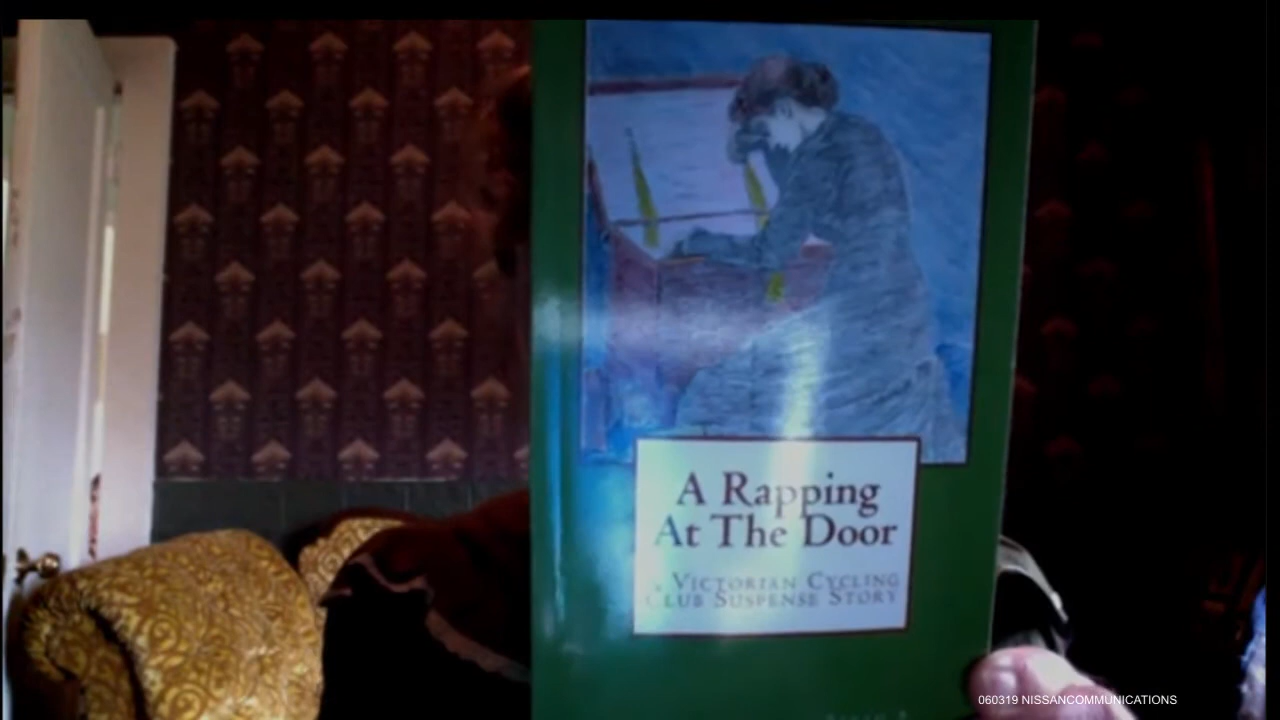 A Rapping
At The Door
A Victorian Cycling
Club Suspense Story
060319 NISSANCOMMUNICATIONS